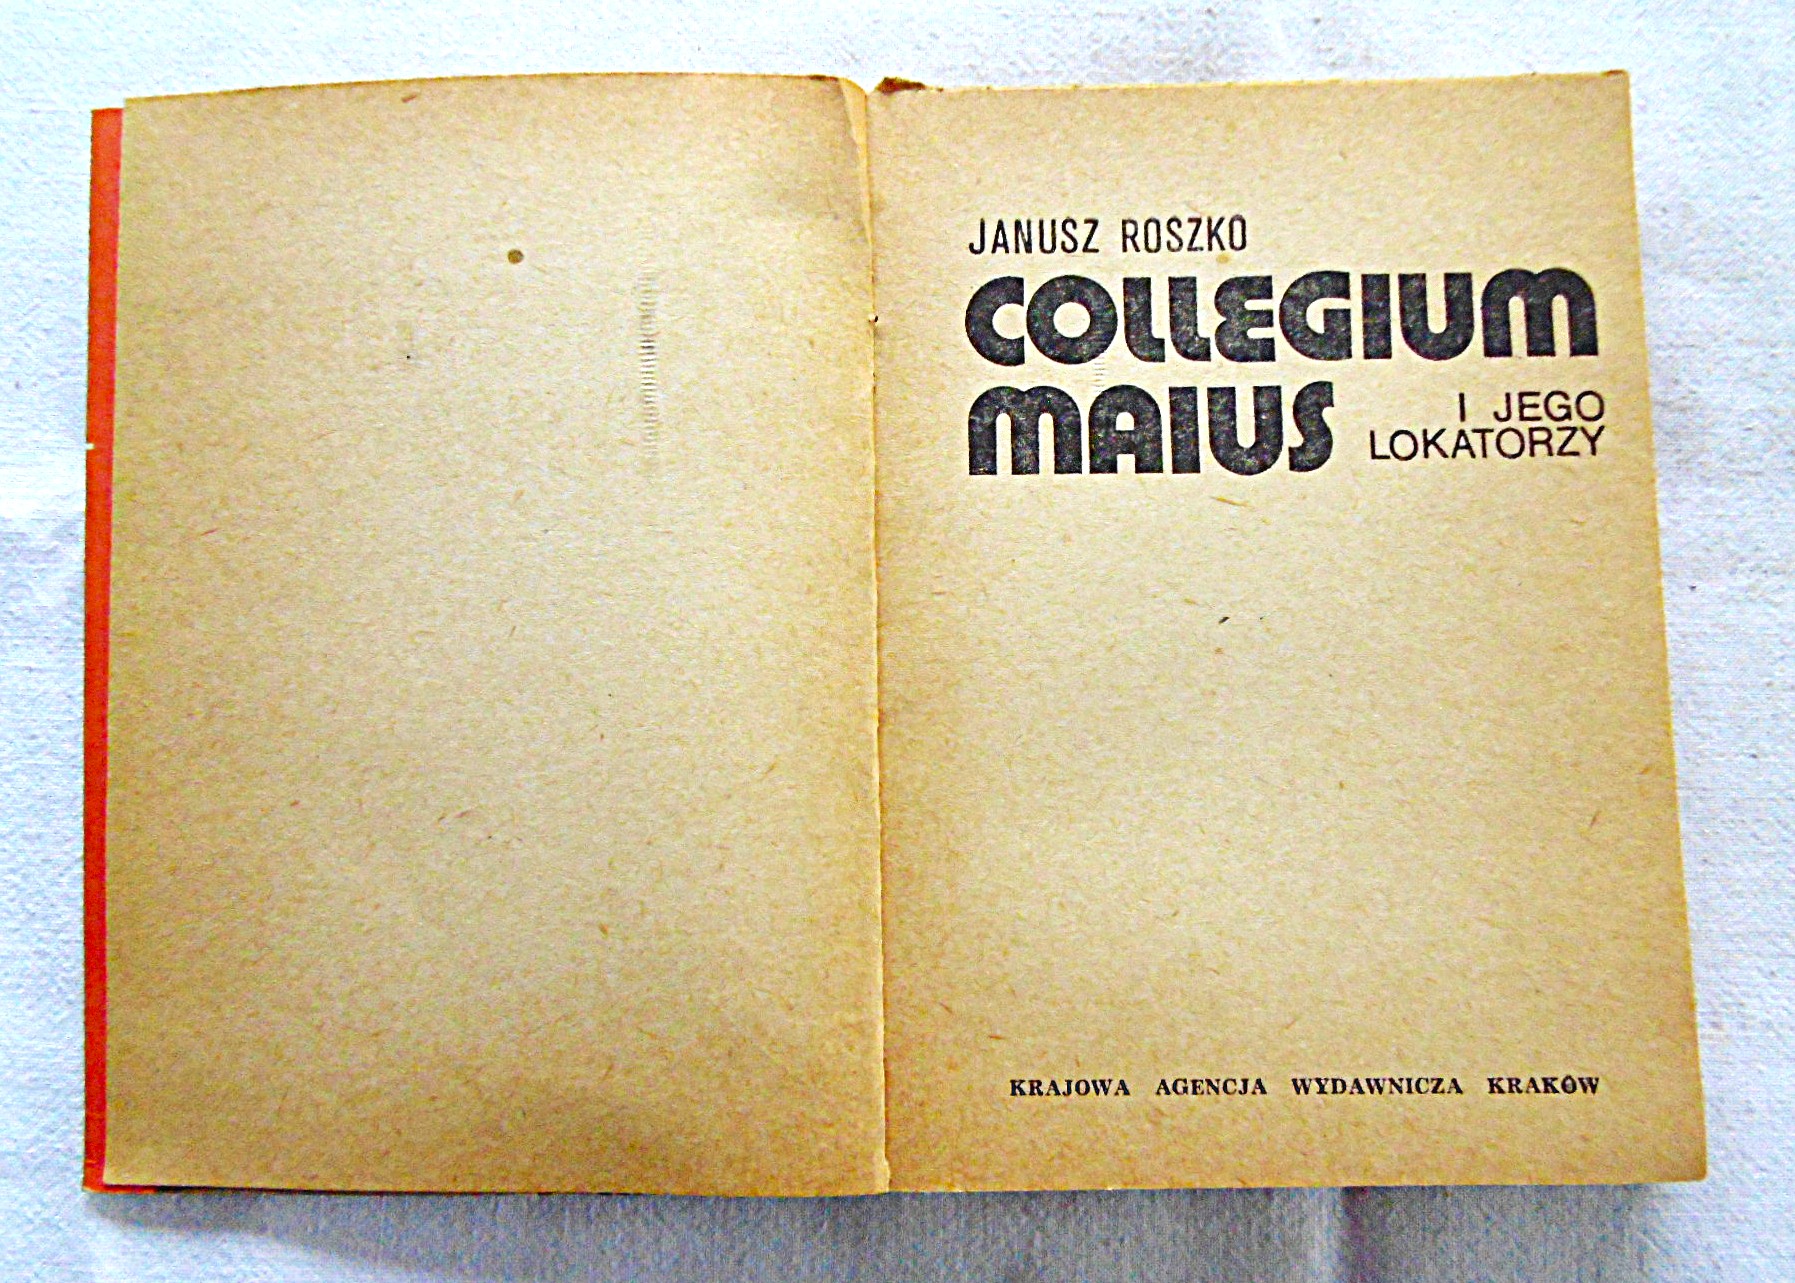 JANUSZ ROSZKO
COLLEGIUM
MAIUS
I JEGO
LOKATORZY
KRAJOWA AGENCJA WYDAWNICZA KRAKÓW